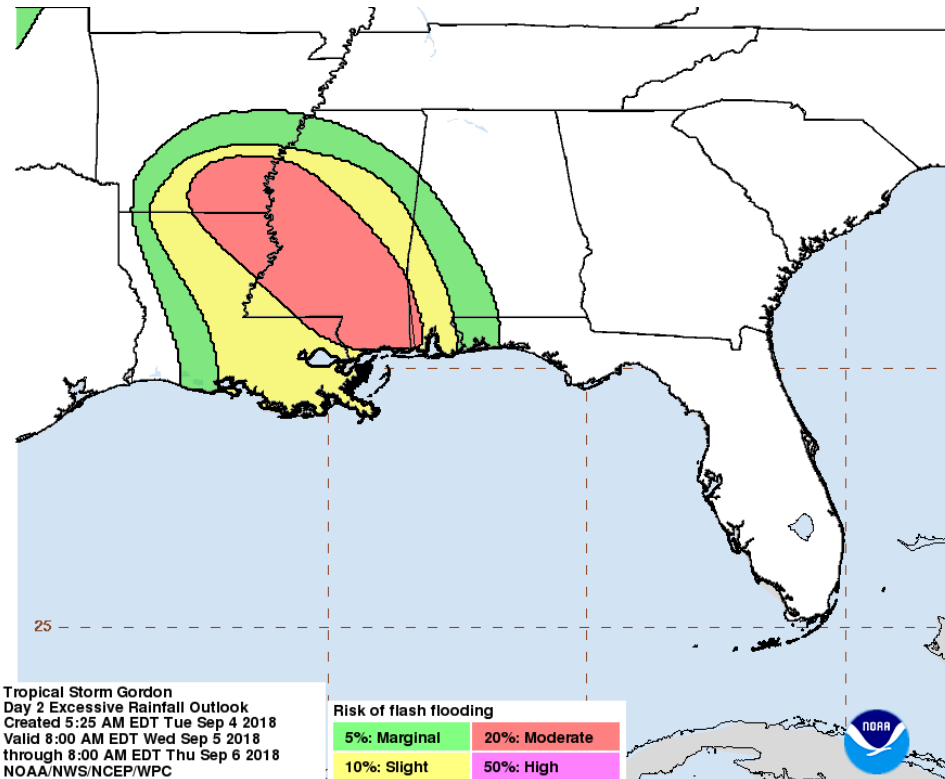 25
Tropical Storm Gordon
Day 2 Excessive Rainfall Outlook
Created 5:25 AM EDT Tue Sep 4 2018
Valid 8:00 AM EDT Wed Sep 5 2018
through 8:00 AM EDT Thu Sep 6 2018
NOAA/NWS/NCEP/WPC
Risk of flash flooding
5%: Marginal
20%: Moderate
10%: Slight
50%: High
NOAA